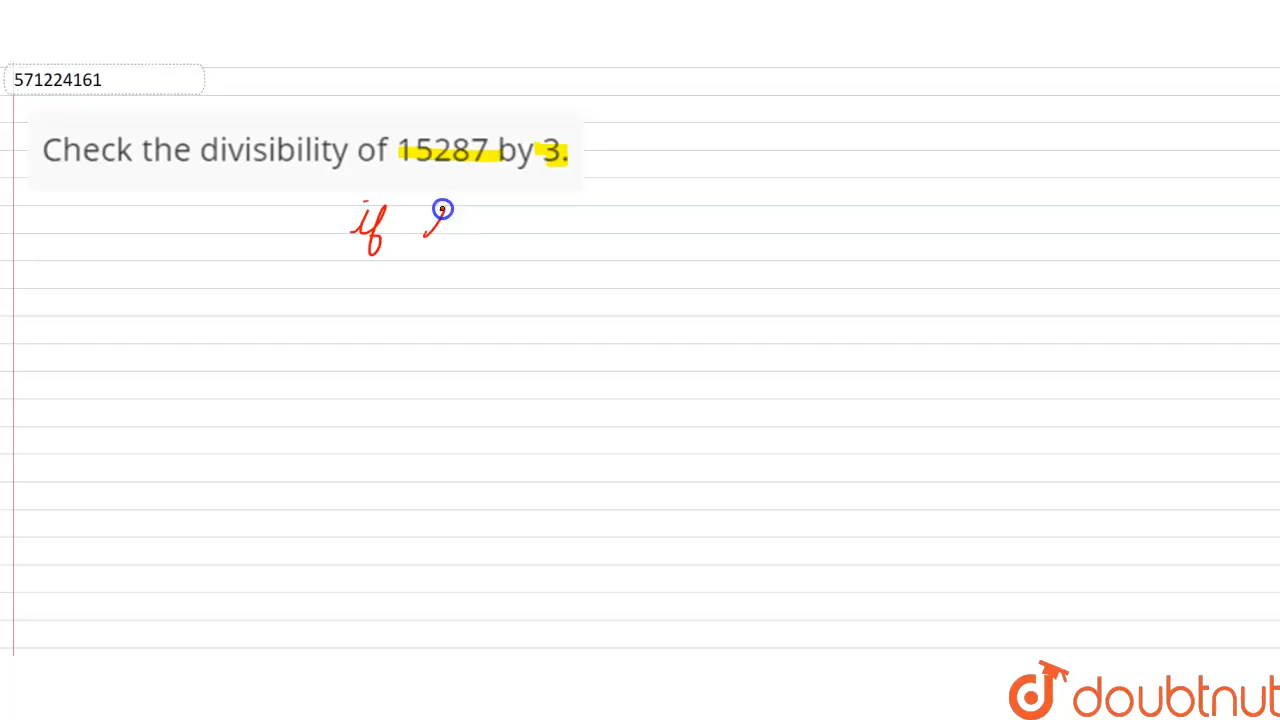 571224161
Check the divisibility of 15287 by 3.
if
doubtnut